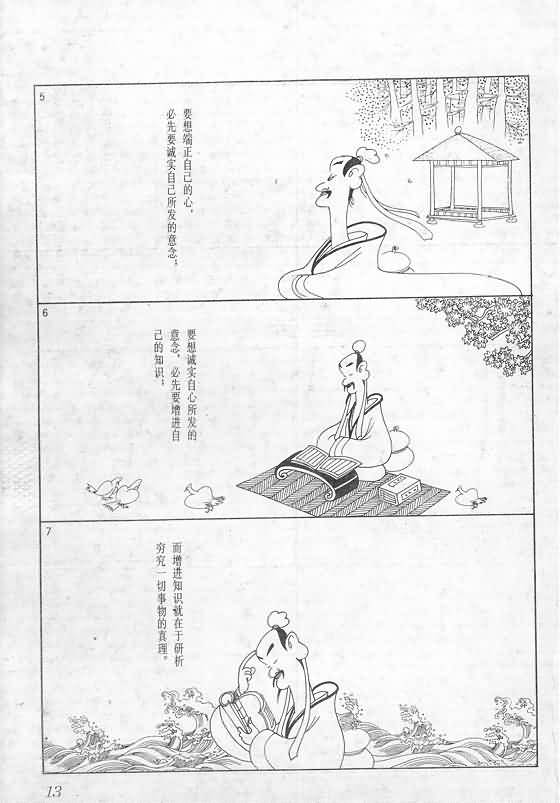 5
要想端正自己的心，
必先要诚实自己所发的意念；
6
要想诚实自心所发的
意念，必先要增进自
己的知识；
7
而增进知识就在于研析
穷究一切事物的真理。
13